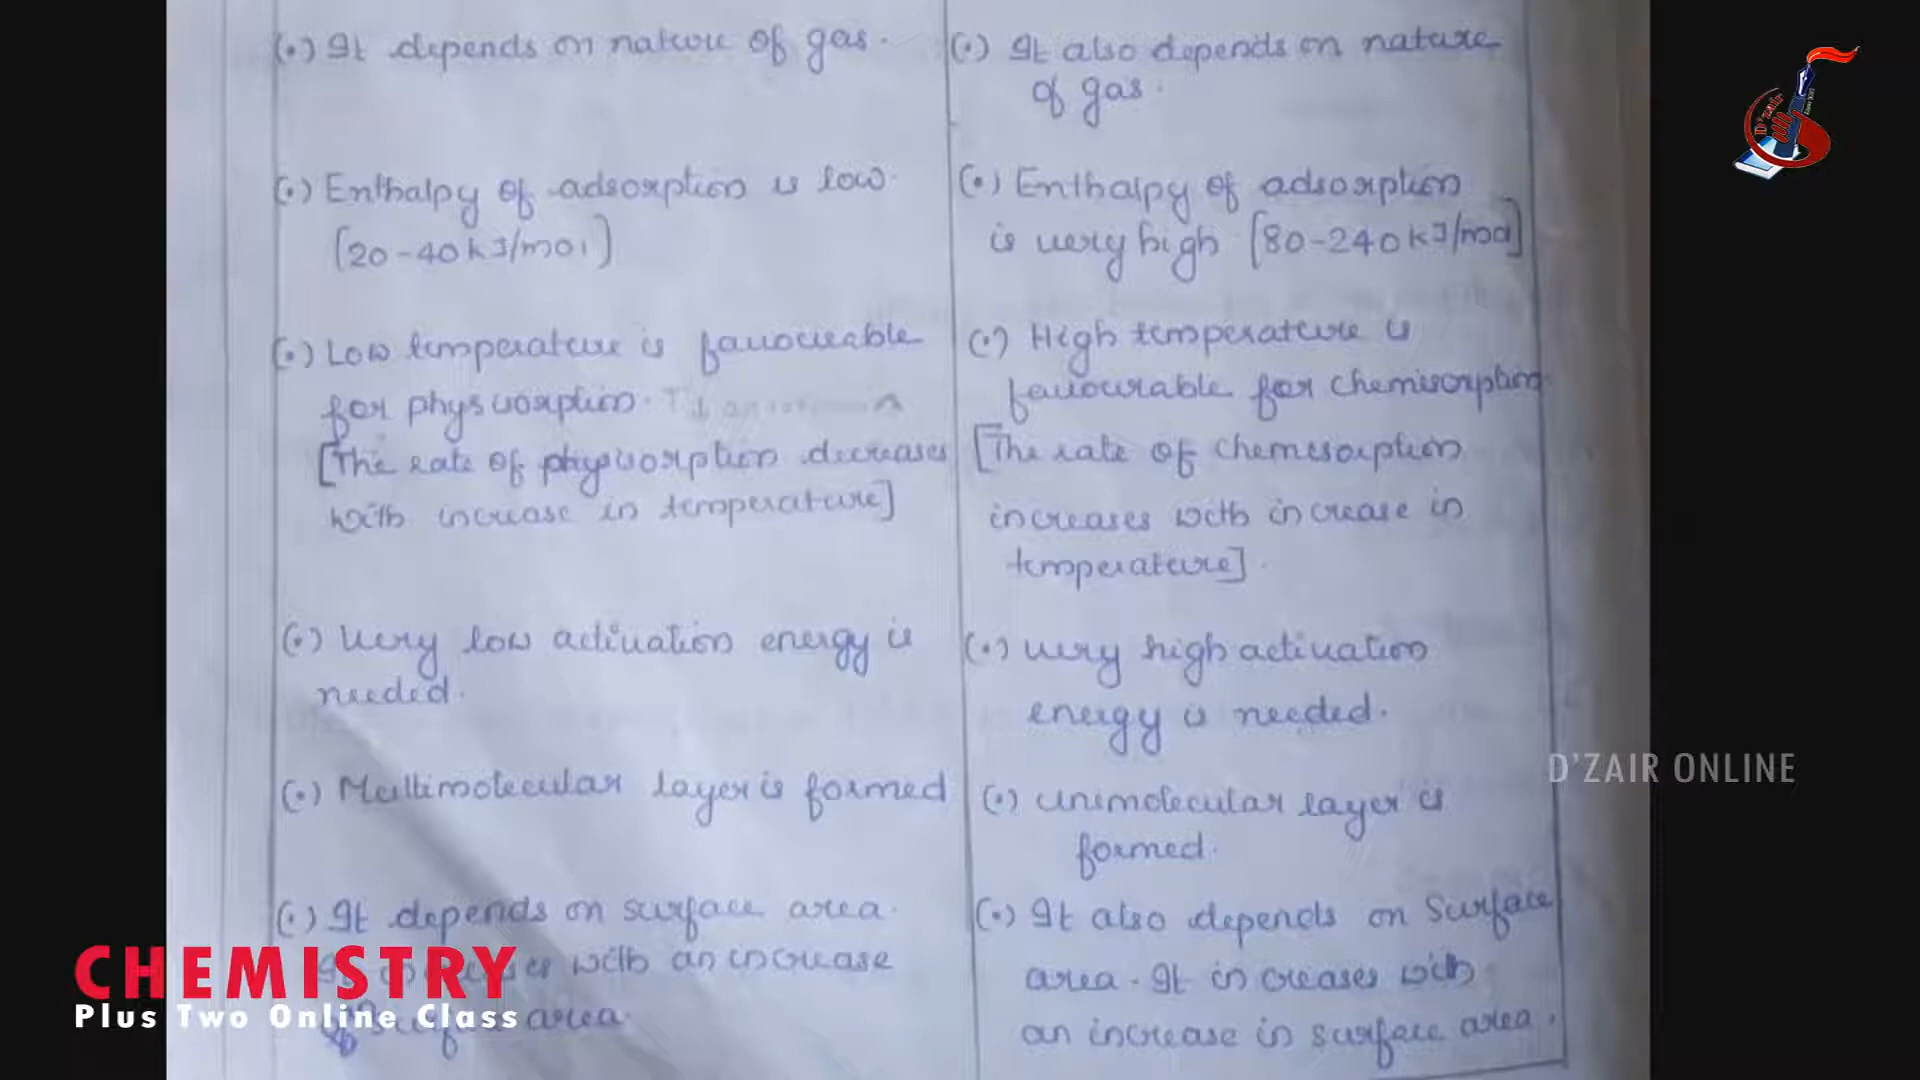 (•) It depends on nature of gas.
(•) Enthalpy of adsorption is low.
[20-40 kJ/mol]
(•) Low temperature is favourable
for physisorption.
[The rate of physisorption decreases
with increase in temperature]
(•) Very low activation energy is
needed.
(•) Multimolecular layer is formed
(•) It depends on surface area.
with an increase
area.
(•) It also depends on nature
of gas.
(•) Enthalpy of adsorption
is very high [80-240 kJ/mol]
(•) High temperature is
favourable for chemisorption
[The rate of chemisorption
increases with increase in
temperature].
(•) Very high activation
energy is needed.
(•) Unimolecular layer is
formed.
(•) It also depends on Surface
area. It increases with
an increase in surface area.
D'zair
D'ZAIR ONLINE
CHEMISTRY
Plus Two Online Class